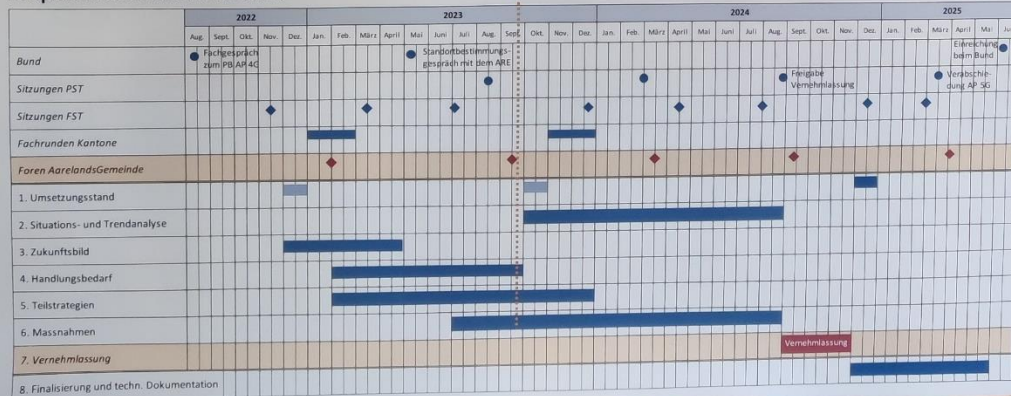 2022 2023 2024 2025
Aug. Sept. Okt. Nov. Dez. Jan. Feb. März April Mai Juni Juli Aug. Sept. Okt. Nov. Dez. Jan. Feb. März April Mai Juni Juli Aug. Sept. Okt. Nov. Dez. Jan. Feb. März April Mai
Bund
Fachgespräch
zum PB AP 4G
Standortbestimmungs-
gespräch mit dem ARE
Einreichung
beim Bund
Sitzungen PST
Freigabe
Vernehmlassung
Verabschie-
dung AP 5G
Sitzungen FST
Fachrunden Kantone
Foren AarelandsGemeinde
1. Umsetzungsstand
2. Situations- und Trendanalyse
3. Zukunftsbild
4. Handlungsbedarf
5. Teilstrategien
6. Massnahmen
7. Vernehmlassung
Vernehmlassung
8. Finalisierung und techn. Dokumentation